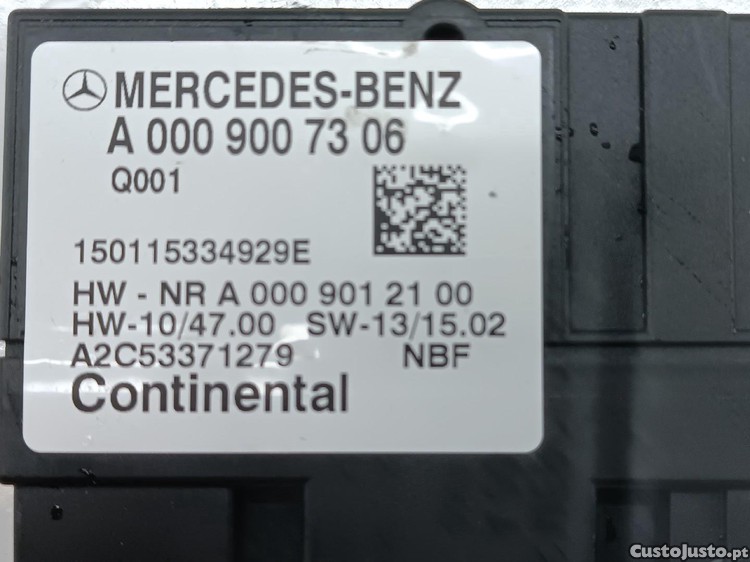 MERCEDES-BENZ
A 000 900 73 06
Q001
150115334929E
HW - NR A 000 901 21 00
HW-10/47.00 SW-13/15.02
A2C53371279 NBF
Continental
CustoJusto.pt